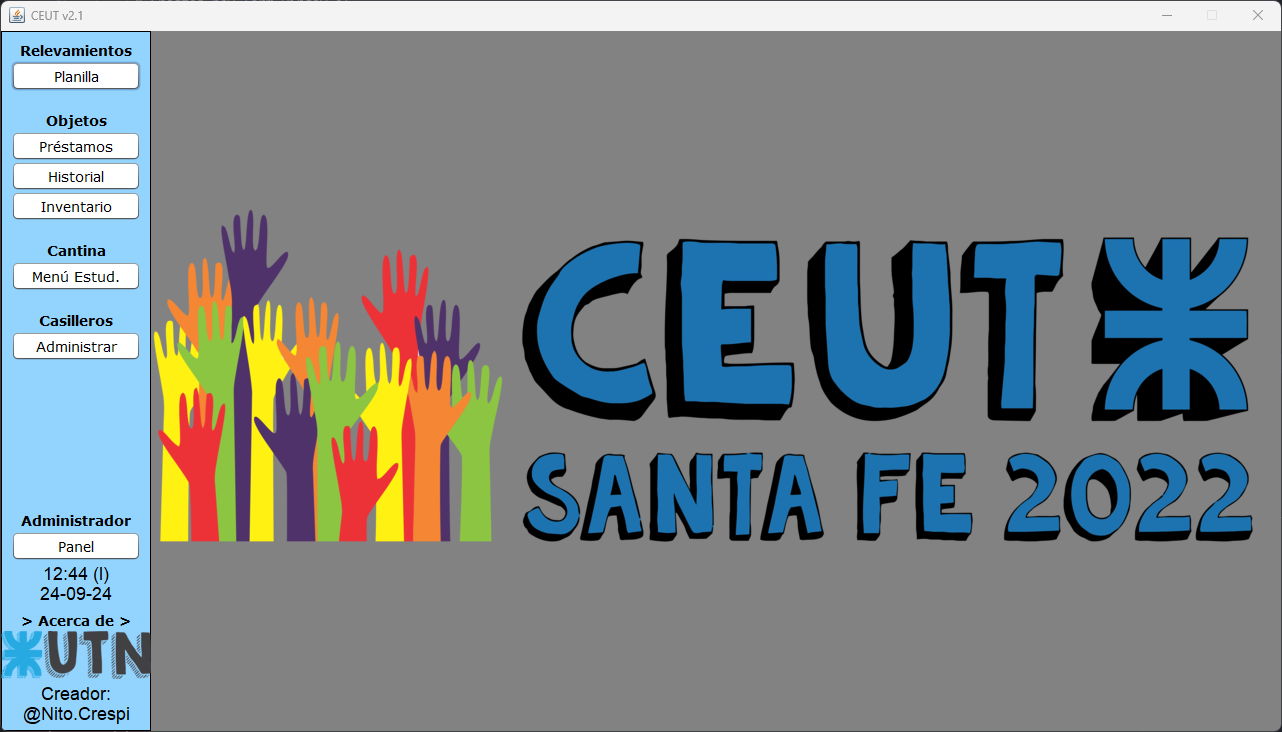 CEUT v2.1
Relevamientos
Planilla
Objetos
Préstamos
Historial
Inventario
Cantina
Menú Estud.
Casilleros
Administrar
Administrador
Panel
12:44 (I)
24-09-24
> Acerca de >
UTN
Creador:
@Nito.Crespi
CEUT
SANTA FE 2022